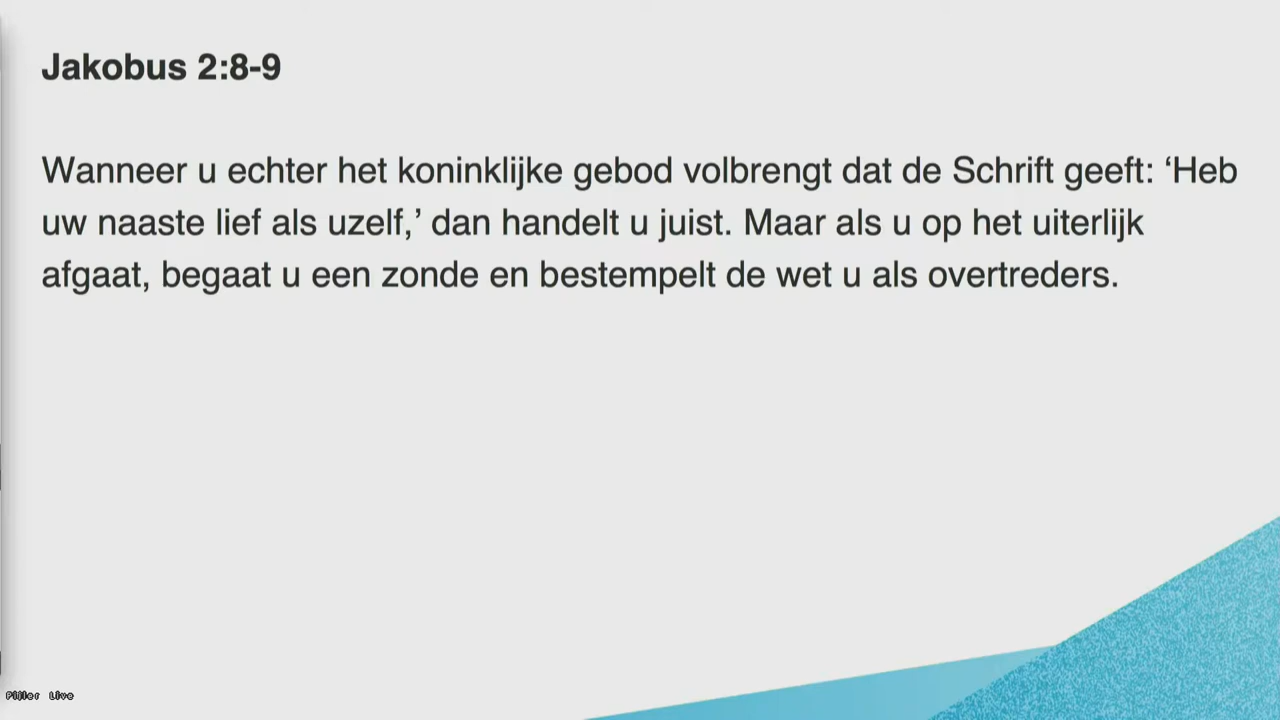 Jakobus 2:8-9
Wanneer u echter het koninklijke gebod volbrengt dat de Schrift geeft: ‘Heb
uw naaste lief als uzelf,’ dan handelt u juist. Maar als u op het uiterlijk
afgaat, begaat u een zonde en bestempelt de wet u als overtreders.